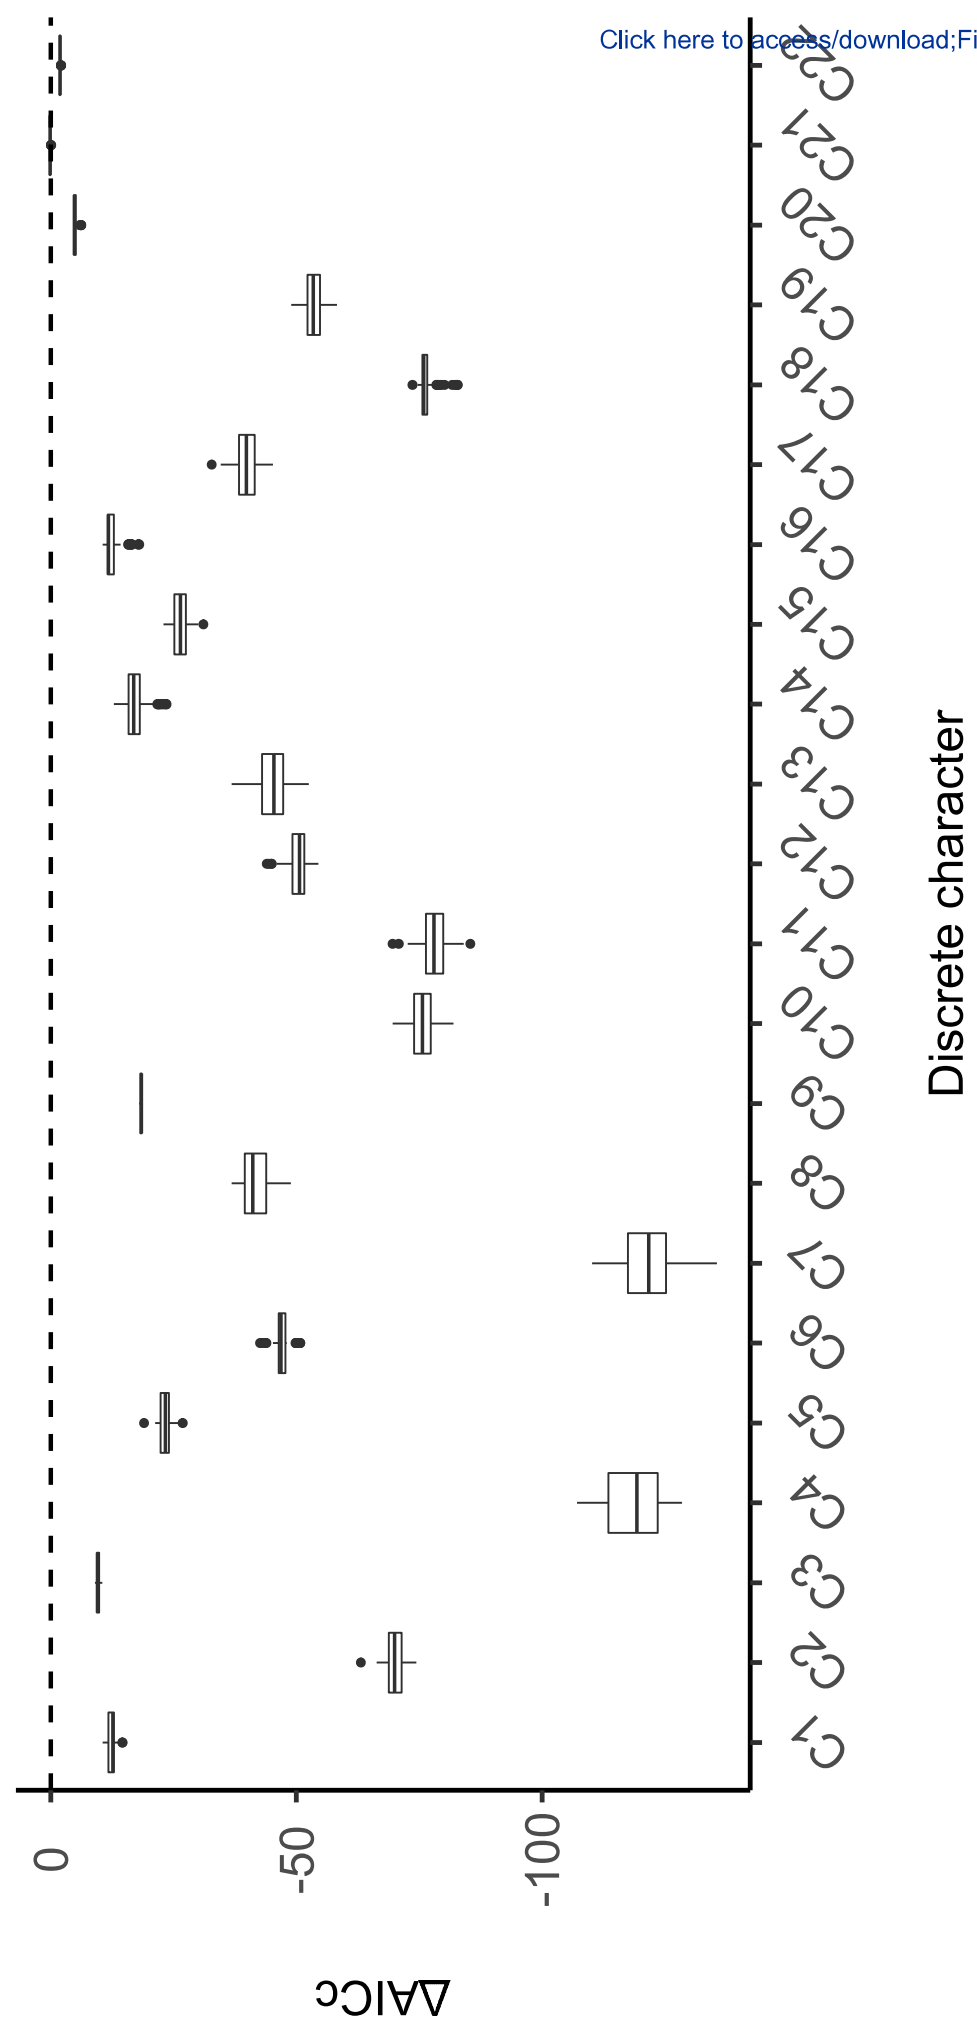 Click here to access/download;Fi
ΔAICc
0
-50
-100
C1
C2
C3
C4
C5
C6
C7
C8
C9
C10
C11
C12
C13
C14
C15
C16
C17
C18
C19
C20
C21
C22
Discrete character